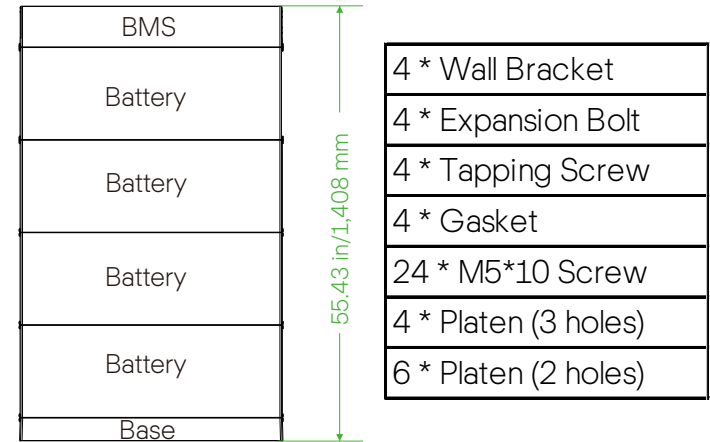 BMS
Battery
Battery
Battery
Battery
Base
55.43 in/1,408 mm
4 * Wall Bracket
4 * Expansion Bolt
4 * Tapping Screw
4 * Gasket
24 * M5*10 Screw
4 * Platen (3 holes)
6 * Platen (2 holes)